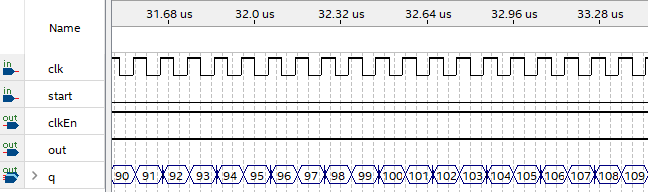 Name 31.68 us 32.0 us 32.32 us 32.64 us 32.96 us 33.28 us
in clk
in start
out clkEn
out out
out q 90 91 92 93 94 95 96 97 98 99 100 101 102 103 104 105 106 107 108 109